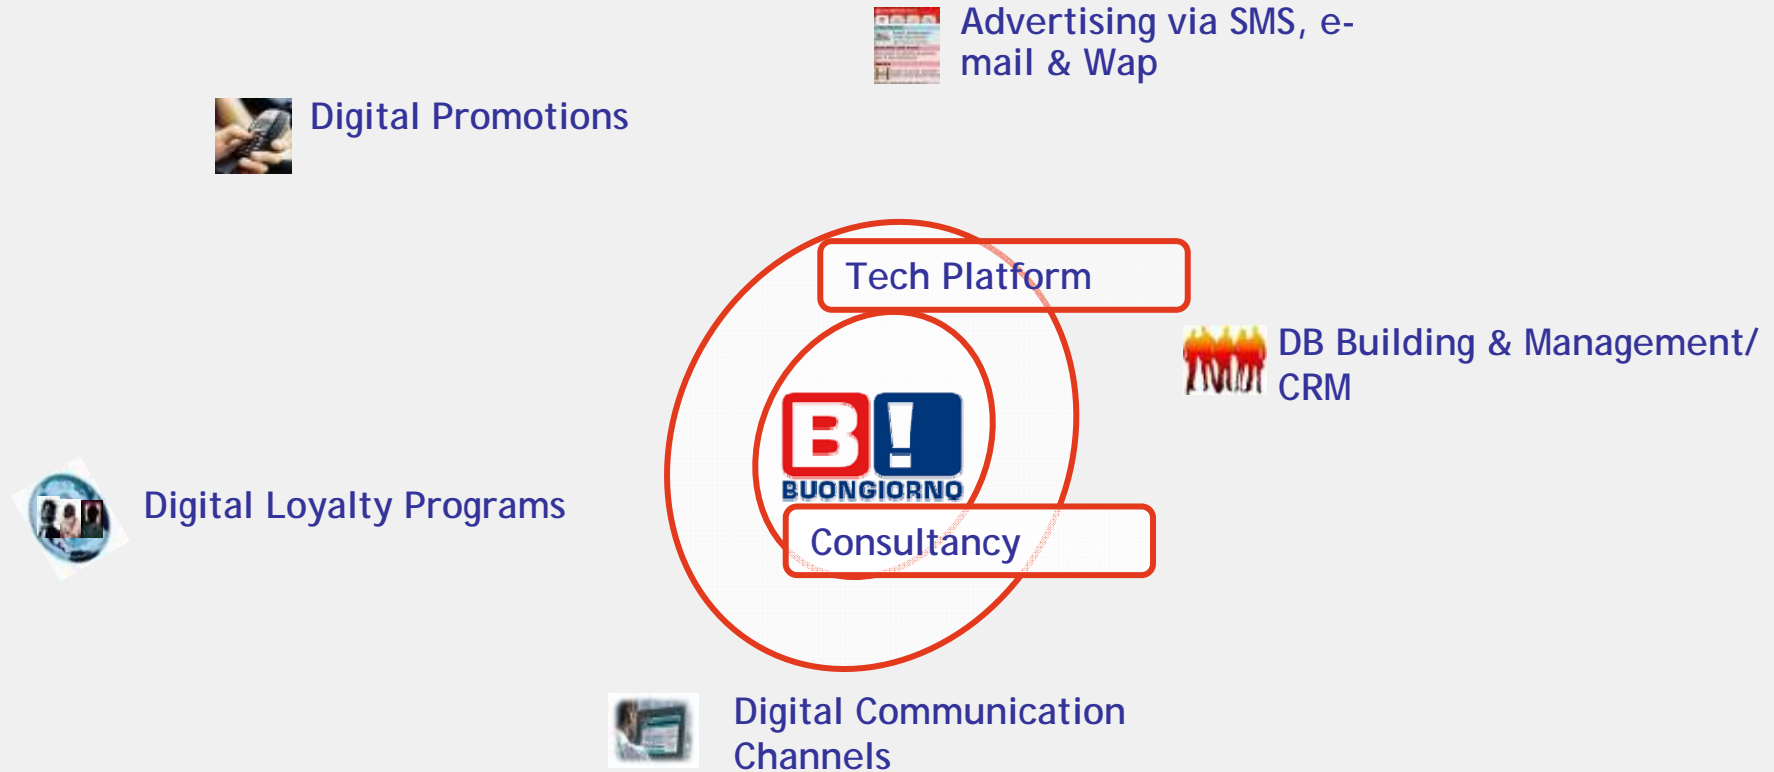 Advertising via SMS, e-
mail & Wap
Digital Promotions
Tech Platform
DB Building & Management/
CRM
B!
BUONGIORNO
Digital Loyalty Programs
Consultancy
Digital Communication
Channels